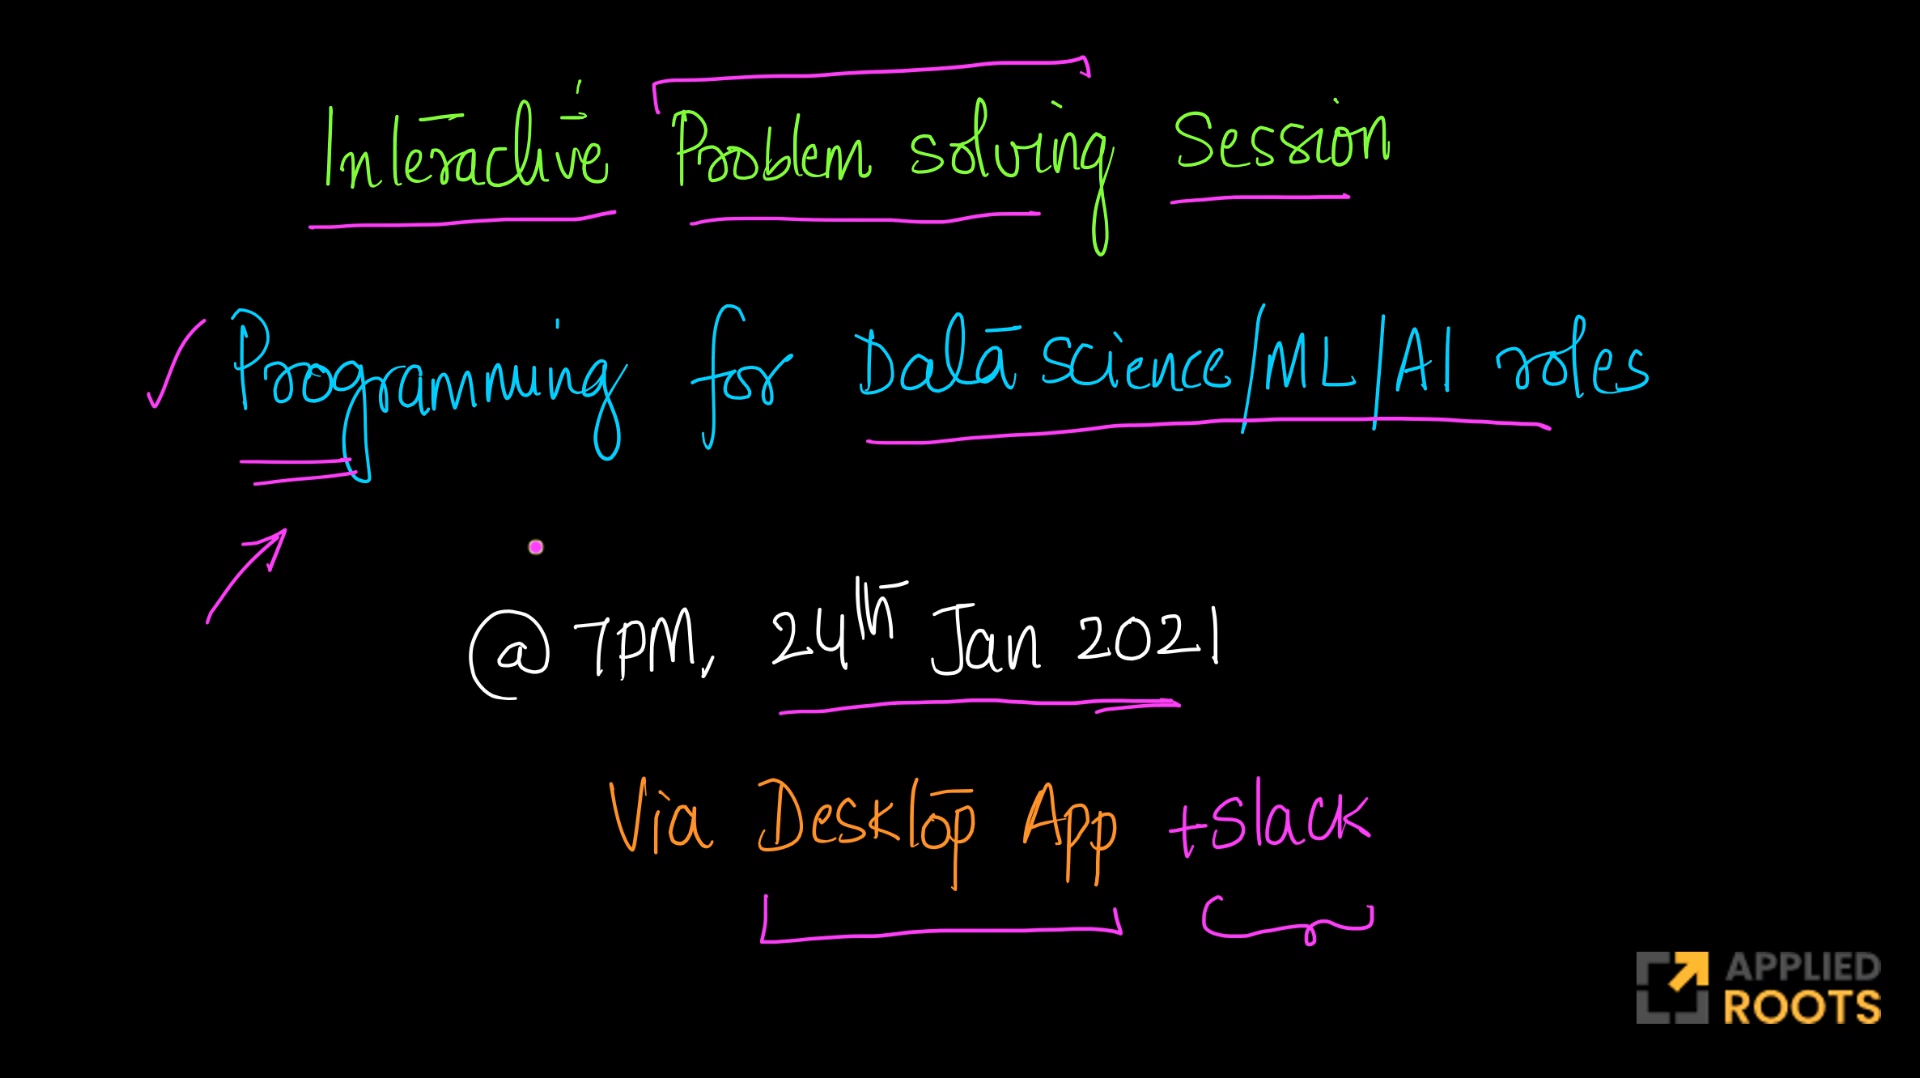 Interactive Problem solving Session
Programming for Data science/ML/AI roles
@ 7PM, 24th Jan 2021
Via Desktop App +slack
APPLIED
ROOTS